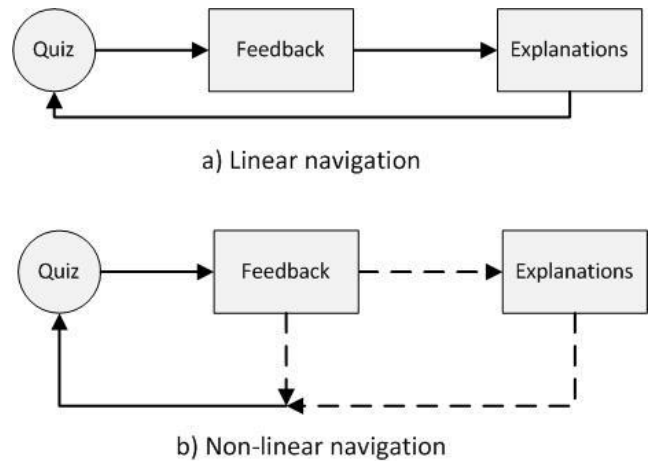 Quiz
Feedback
Explanations
a) Linear navigation
Quiz
Feedback
Explanations
b) Non-linear navigation